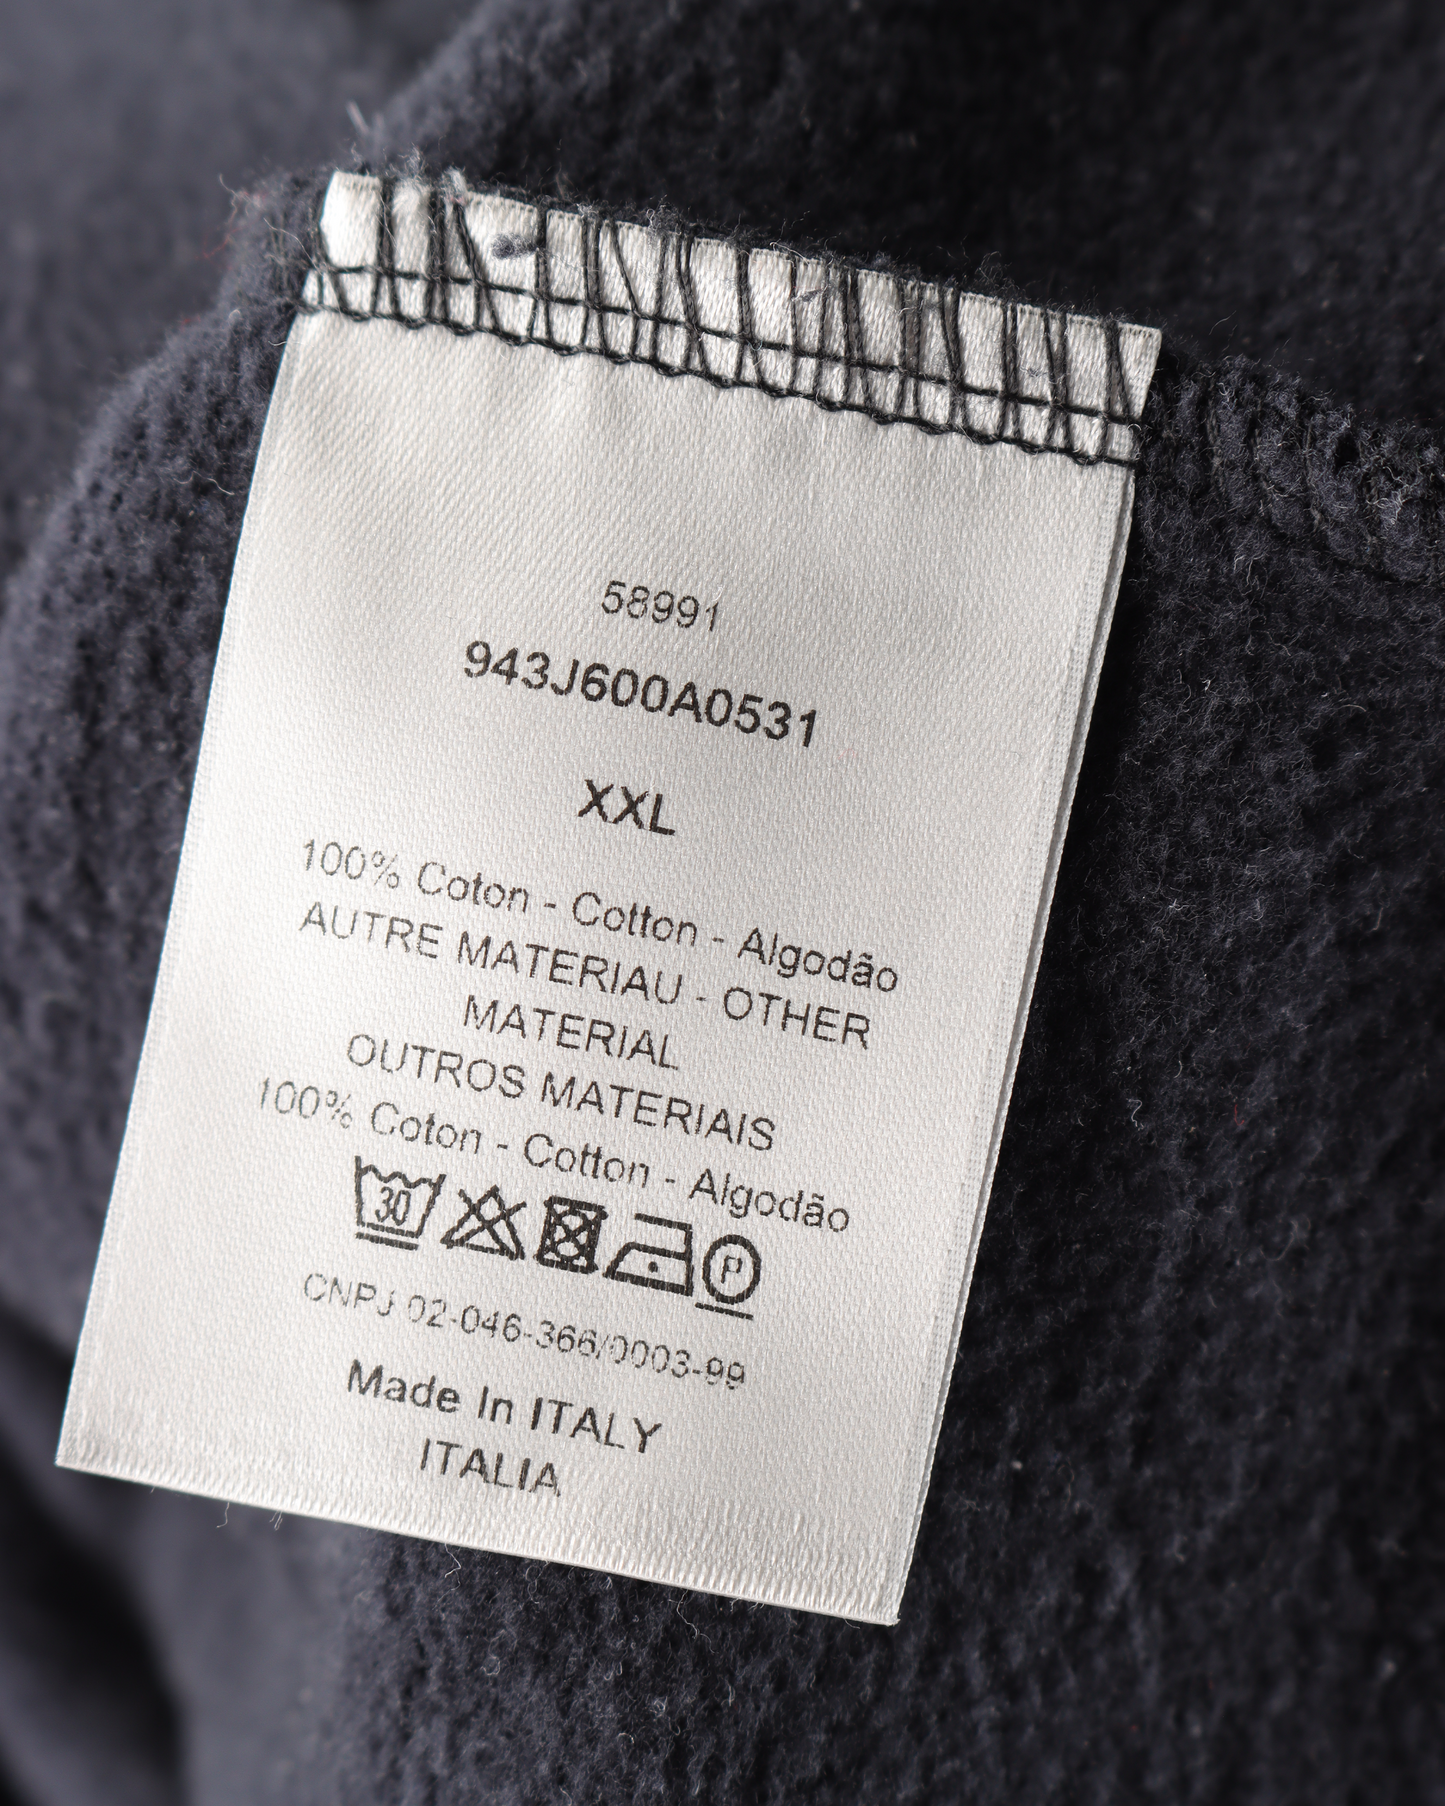 58991
943J600A0531
XXL
100% Coton - Cotton - Algodão
AUTRE MATERIAU - OTHER
MATERIAL
OUTROS MATERIAIS
100% Coton - Cotton - Algodão
30 P
CNPJ 02-046-366/0003-99
Made In ITALY
ITALIA